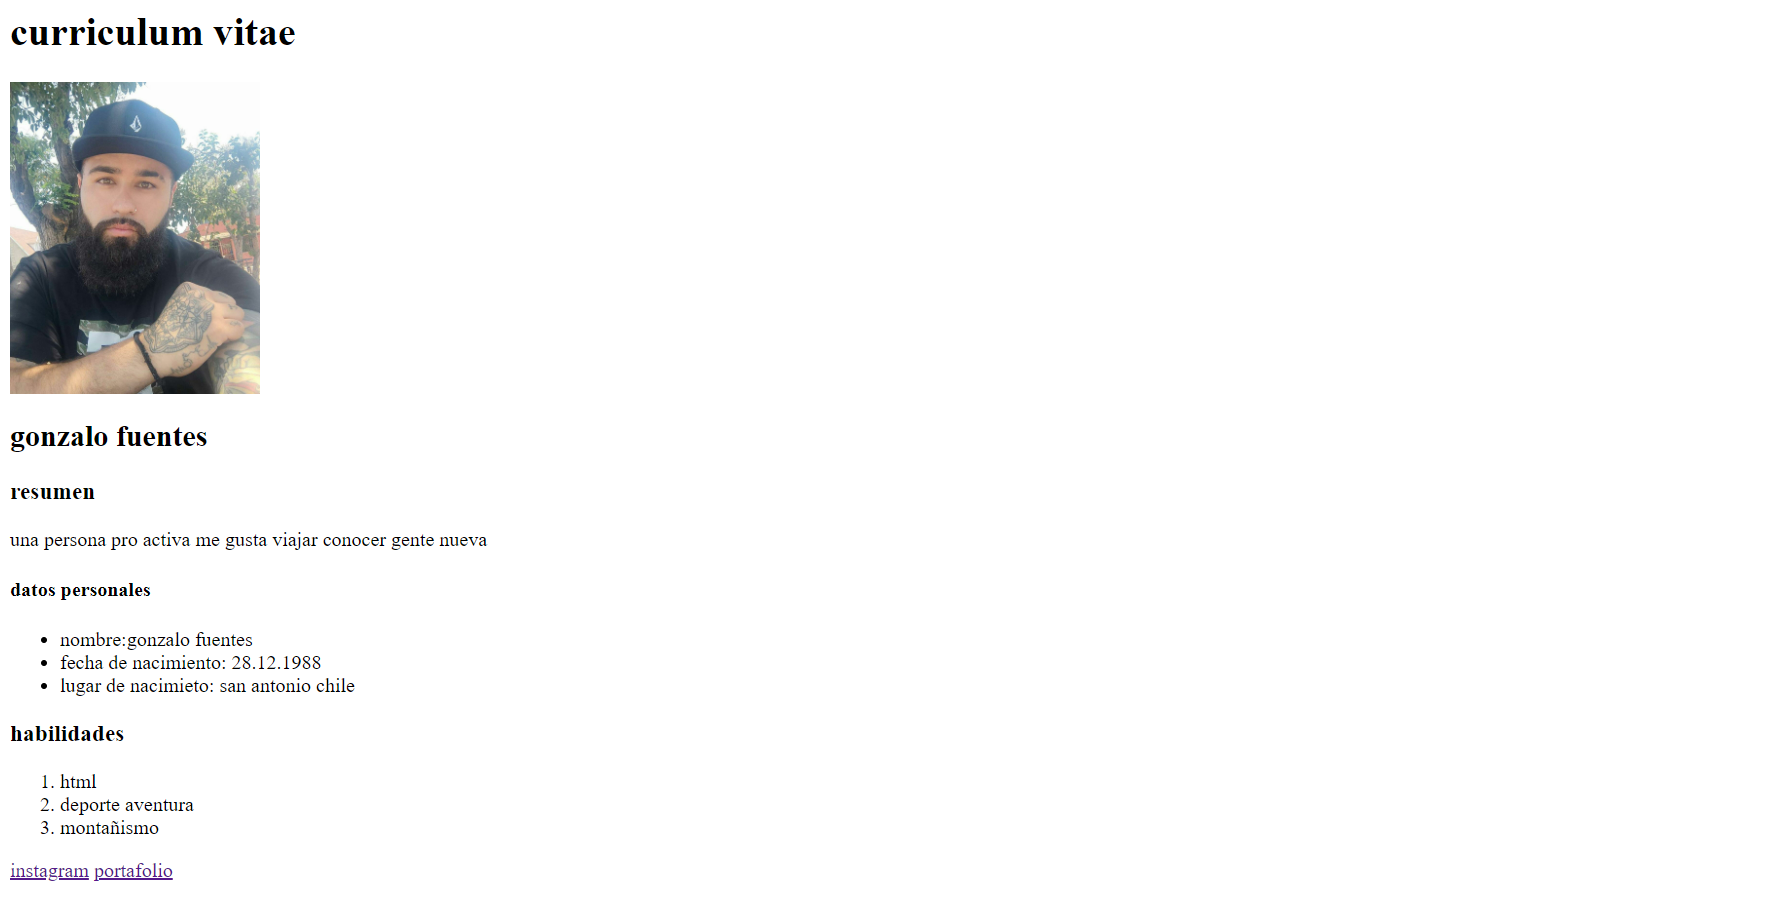 curriculum vitae
gonzalo fuentes
resumen
una persona pro activa me gusta viajar conocer gente nueva
datos personales
nombre:gonzalo fuentes
fecha de nacimiento: 28.12.1988
lugar de nacimieto: san antonio chile
habilidades
1. html
2. deporte aventura
3. montañismo
instagram portafolio